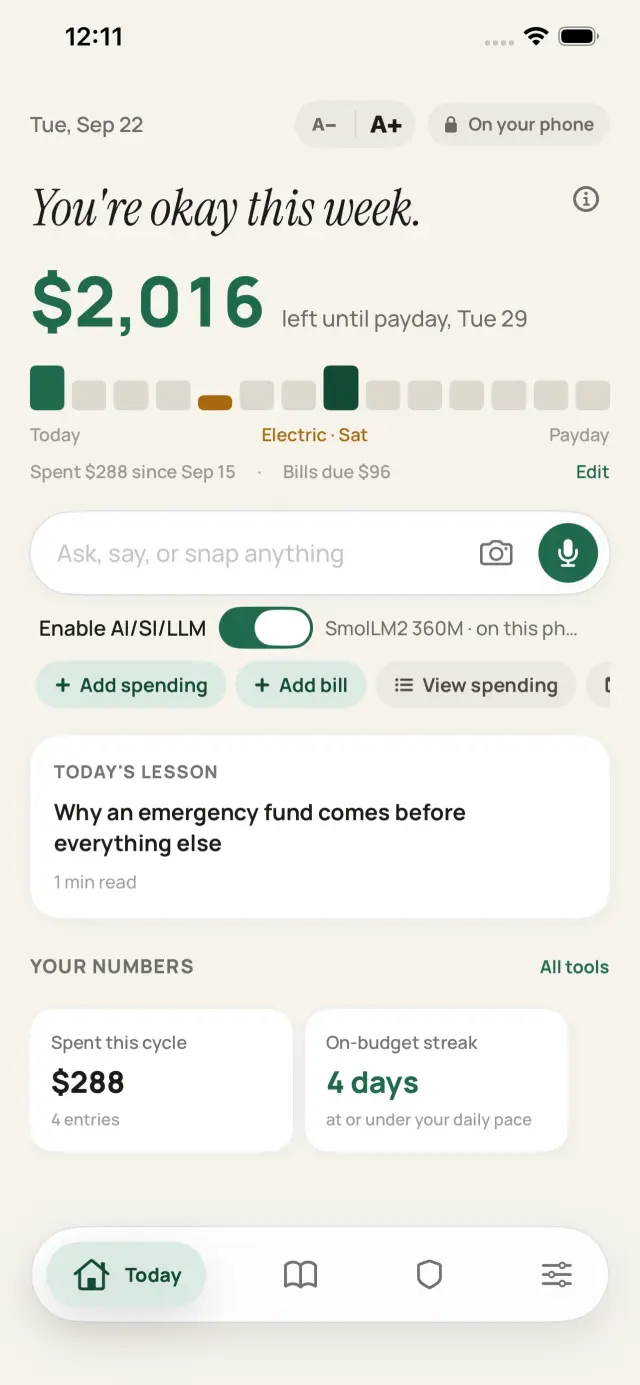 12:11
Tue, Sep 22
A− A+
On your phone
You're okay this week.
$2,016 left until payday, Tue 29
Today Electric · Sat Payday
Spent $288 since Sep 15 · Bills due $96 Edit
Ask, say, or snap anything
Enable AI/SI/LLM SmolLM2 360M · on this ph...
+ Add spending + Add bill View spending
TODAY'S LESSON
Why an emergency fund comes before
everything else
1 min read
YOUR NUMBERS All tools
Spent this cycle
$288
4 entries
On-budget streak
4 days
at or under your daily pace
Today